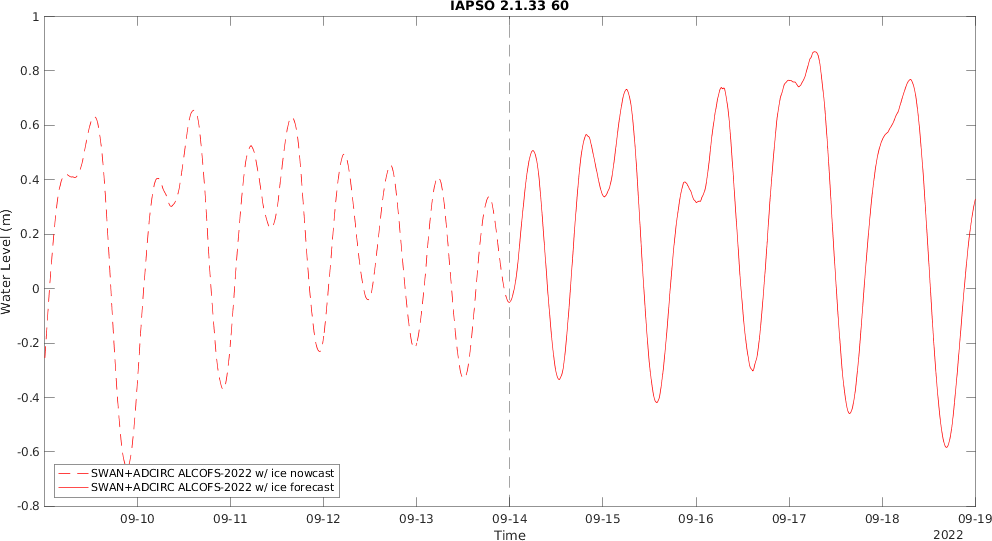 IAPSO 2.1.33 60
1
0.8
0.6
0.4
0.2
0
-0.2
-0.4
-0.6
-0.8
Water Level (m)
SWAN+ADCIRC ALCOFS-2022 w/ ice nowcast
SWAN+ADCIRC ALCOFS-2022 w/ ice forecast
09-10 09-11 09-12 09-13 09-14 09-15 09-16 09-17 09-18 09-19
Time
2022